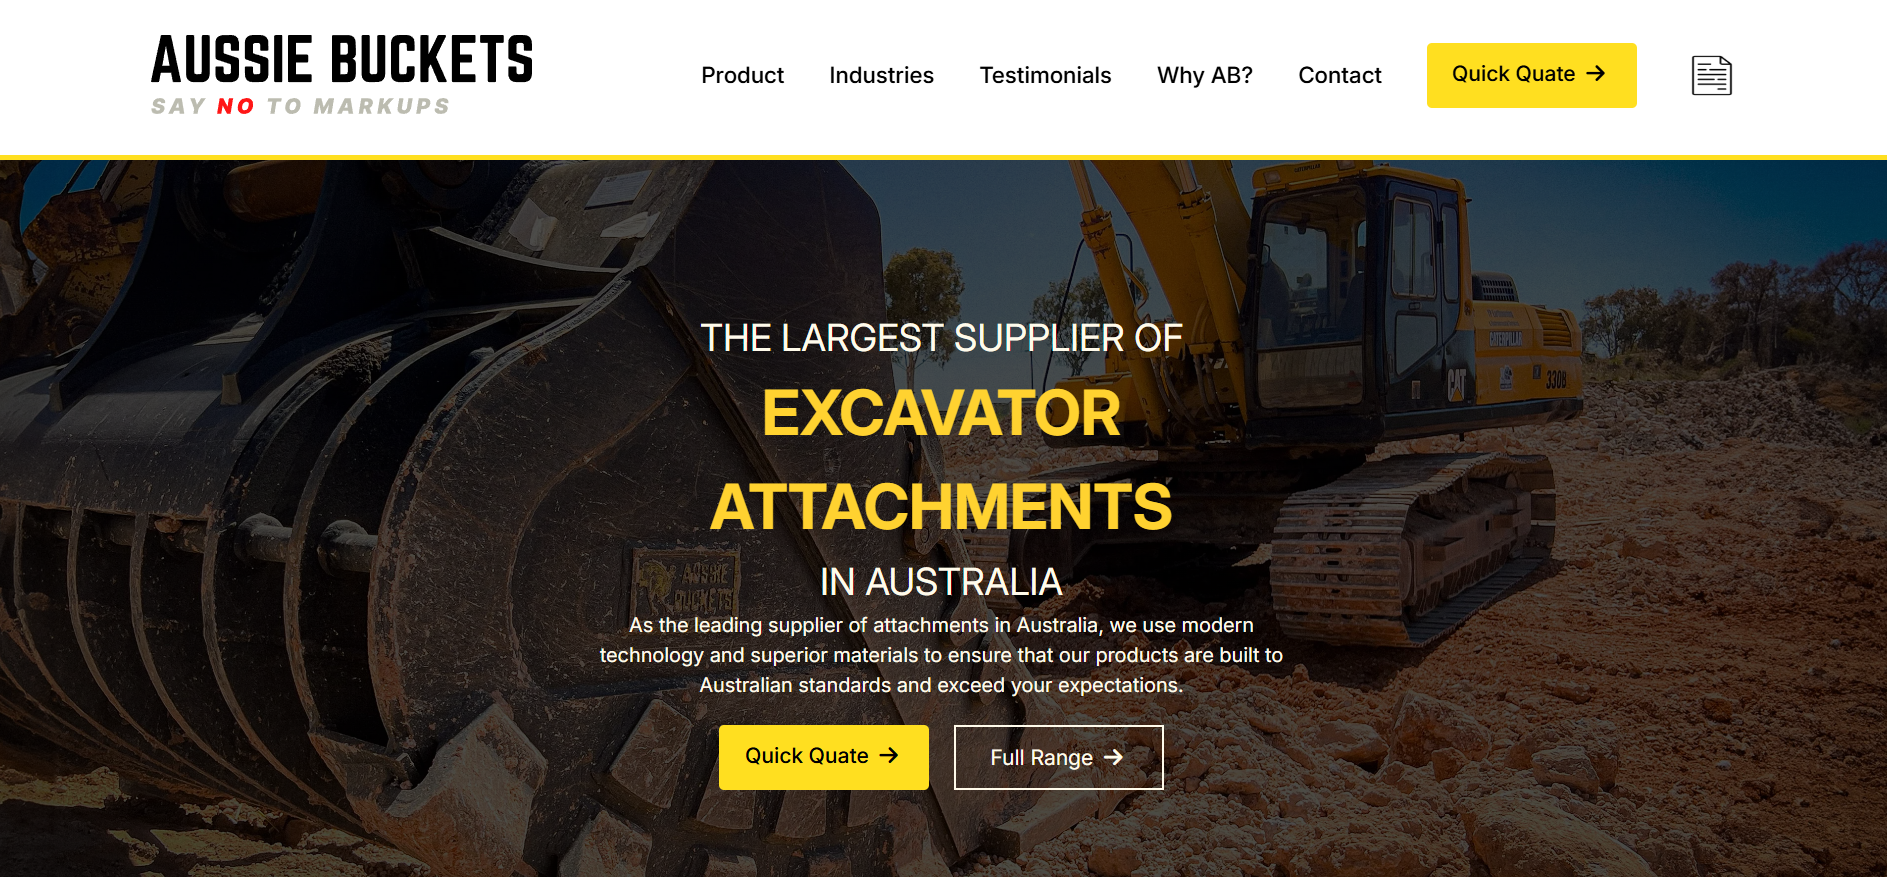 AUSSIE BUCKETS
SAY NO TO MARKUPS
Product Industries Testimonials Why AB? Contact Quick Quate →
THE LARGEST SUPPLIER OF
EXCAVATOR
ATTACHMENTS
IN AUSTRALIA
As the leading supplier of attachments in Australia, we use modern
technology and superior materials to ensure that our products are built to
Australian standards and exceed your expectations.
Quick Quate → Full Range →
AUSSIE
BUCKETS
CATERPILLAR
CAT
330B